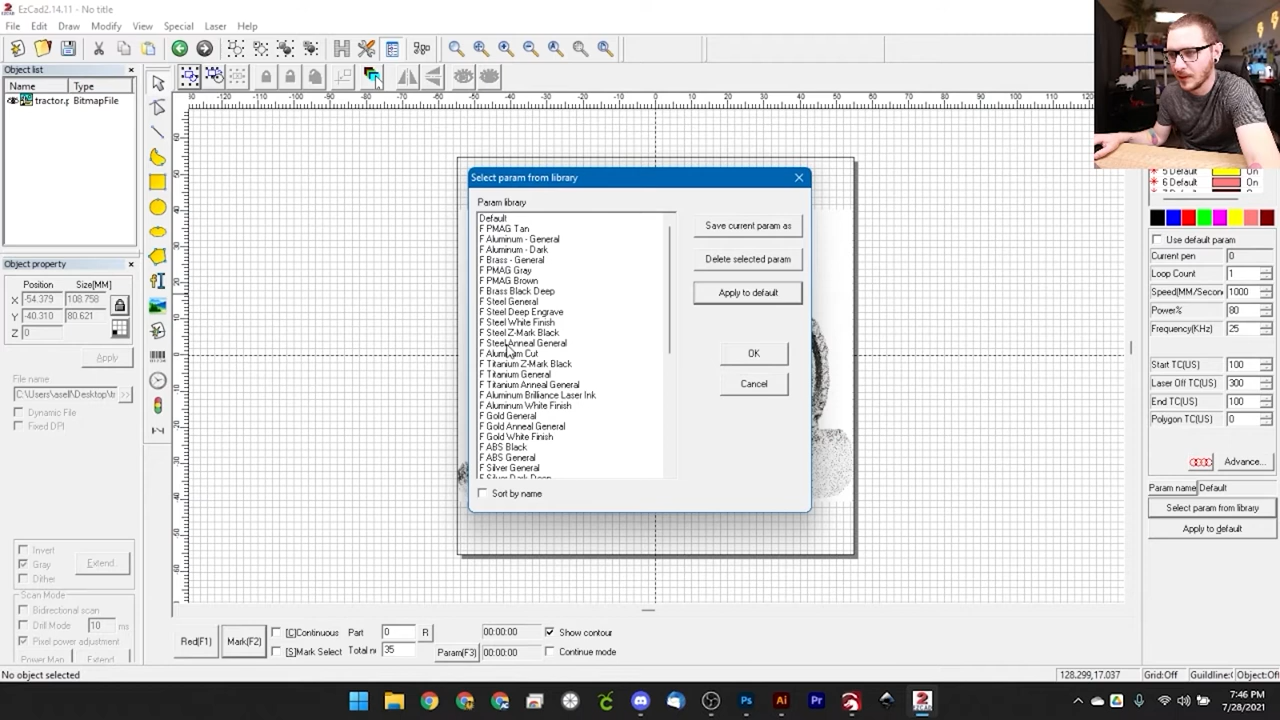 EzCad2.14.11 - No title
File Edit Draw Modify View Special Laser Help
Object list
Name Type
tractor.p BitmapFile
Object property
Position Size[MM]
X -54.379 108.758
Y -40.310 80.621
Z 0
Apply
File name
C:\Users\asell\Desktop\tr >>
Dynamic File
Fixed DPI
Invert
Gray Extend..
Dither
Scan Mode
Bidirectional scan
Drill Mode 10 ms
Pixel power adjustment
Power Map Extend
Select param from library
Param library
Default
F PMAG Tan
F Aluminum - General
F Aluminum - Dark
F Brass - General
F PMAG Gray
F PMAG Brown
F Brass Black Deep
F Steel General
F Steel Deep Engrave
F Steel White Finish
F Steel Z-Mark Black
F Steel Anneal General
F Aluminum Cut
F Titanium Z-Mark Black
F Titanium General
F Titanium Anneal General
F Aluminum Brilliance Laser Ink
F Aluminum White Finish
F Gold General
F Gold Anneal General
F Gold White Finish
F ABS Black
F ABS General
F Silver General
F Silver Dark Deep
Sort by name
Save current param as
Delete selected param
Apply to default
OK
Cancel
5 Default On
6 Default On
Use default param
Current pen 0
Loop Count 1
Speed(MM/Second 1000
Power% 80
Frequency(KHz) 25
Start TC(US) 100
Laser Off TC(US) 300
End TC(US) 100
Polygon TC(US) 0
Advance...
Param name Default
Select param from library
Apply to default
Red(F1) Mark(F2) [C]Continuous Part 0 R 00:00:00 Show contour
[S]Mark Select Total nu 35 Param(F3) 00:00:00 Continue mode
No object selected 128.299,17.037 Grid:Off Guildline:C Object:Of
7:46 PM
7/28/2021